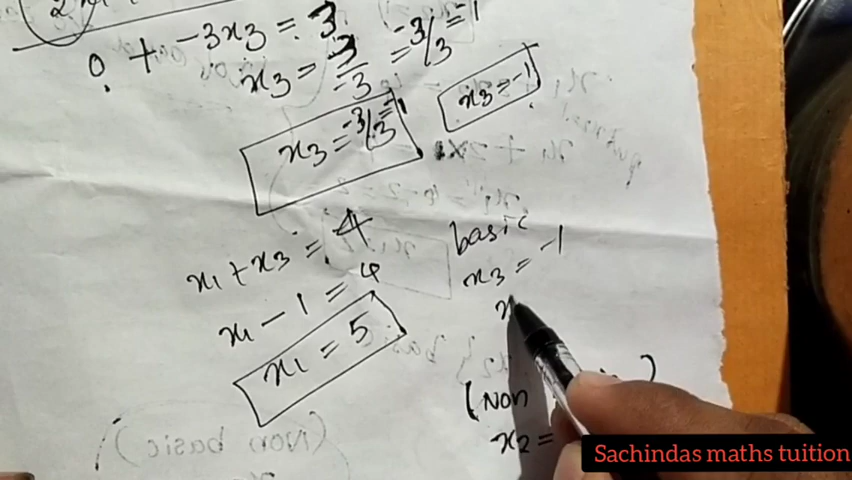 0 + -3x3 = 3
x3 = 3/-3 = -3/3 = -1
x3 = -1
x3 = -3/3 = -1
x1 + x3 = 4
x1 - 1 = 4
x1 = 5
basic
x3 = -1
x
(Non
x2 =
Sachindas maths tuition